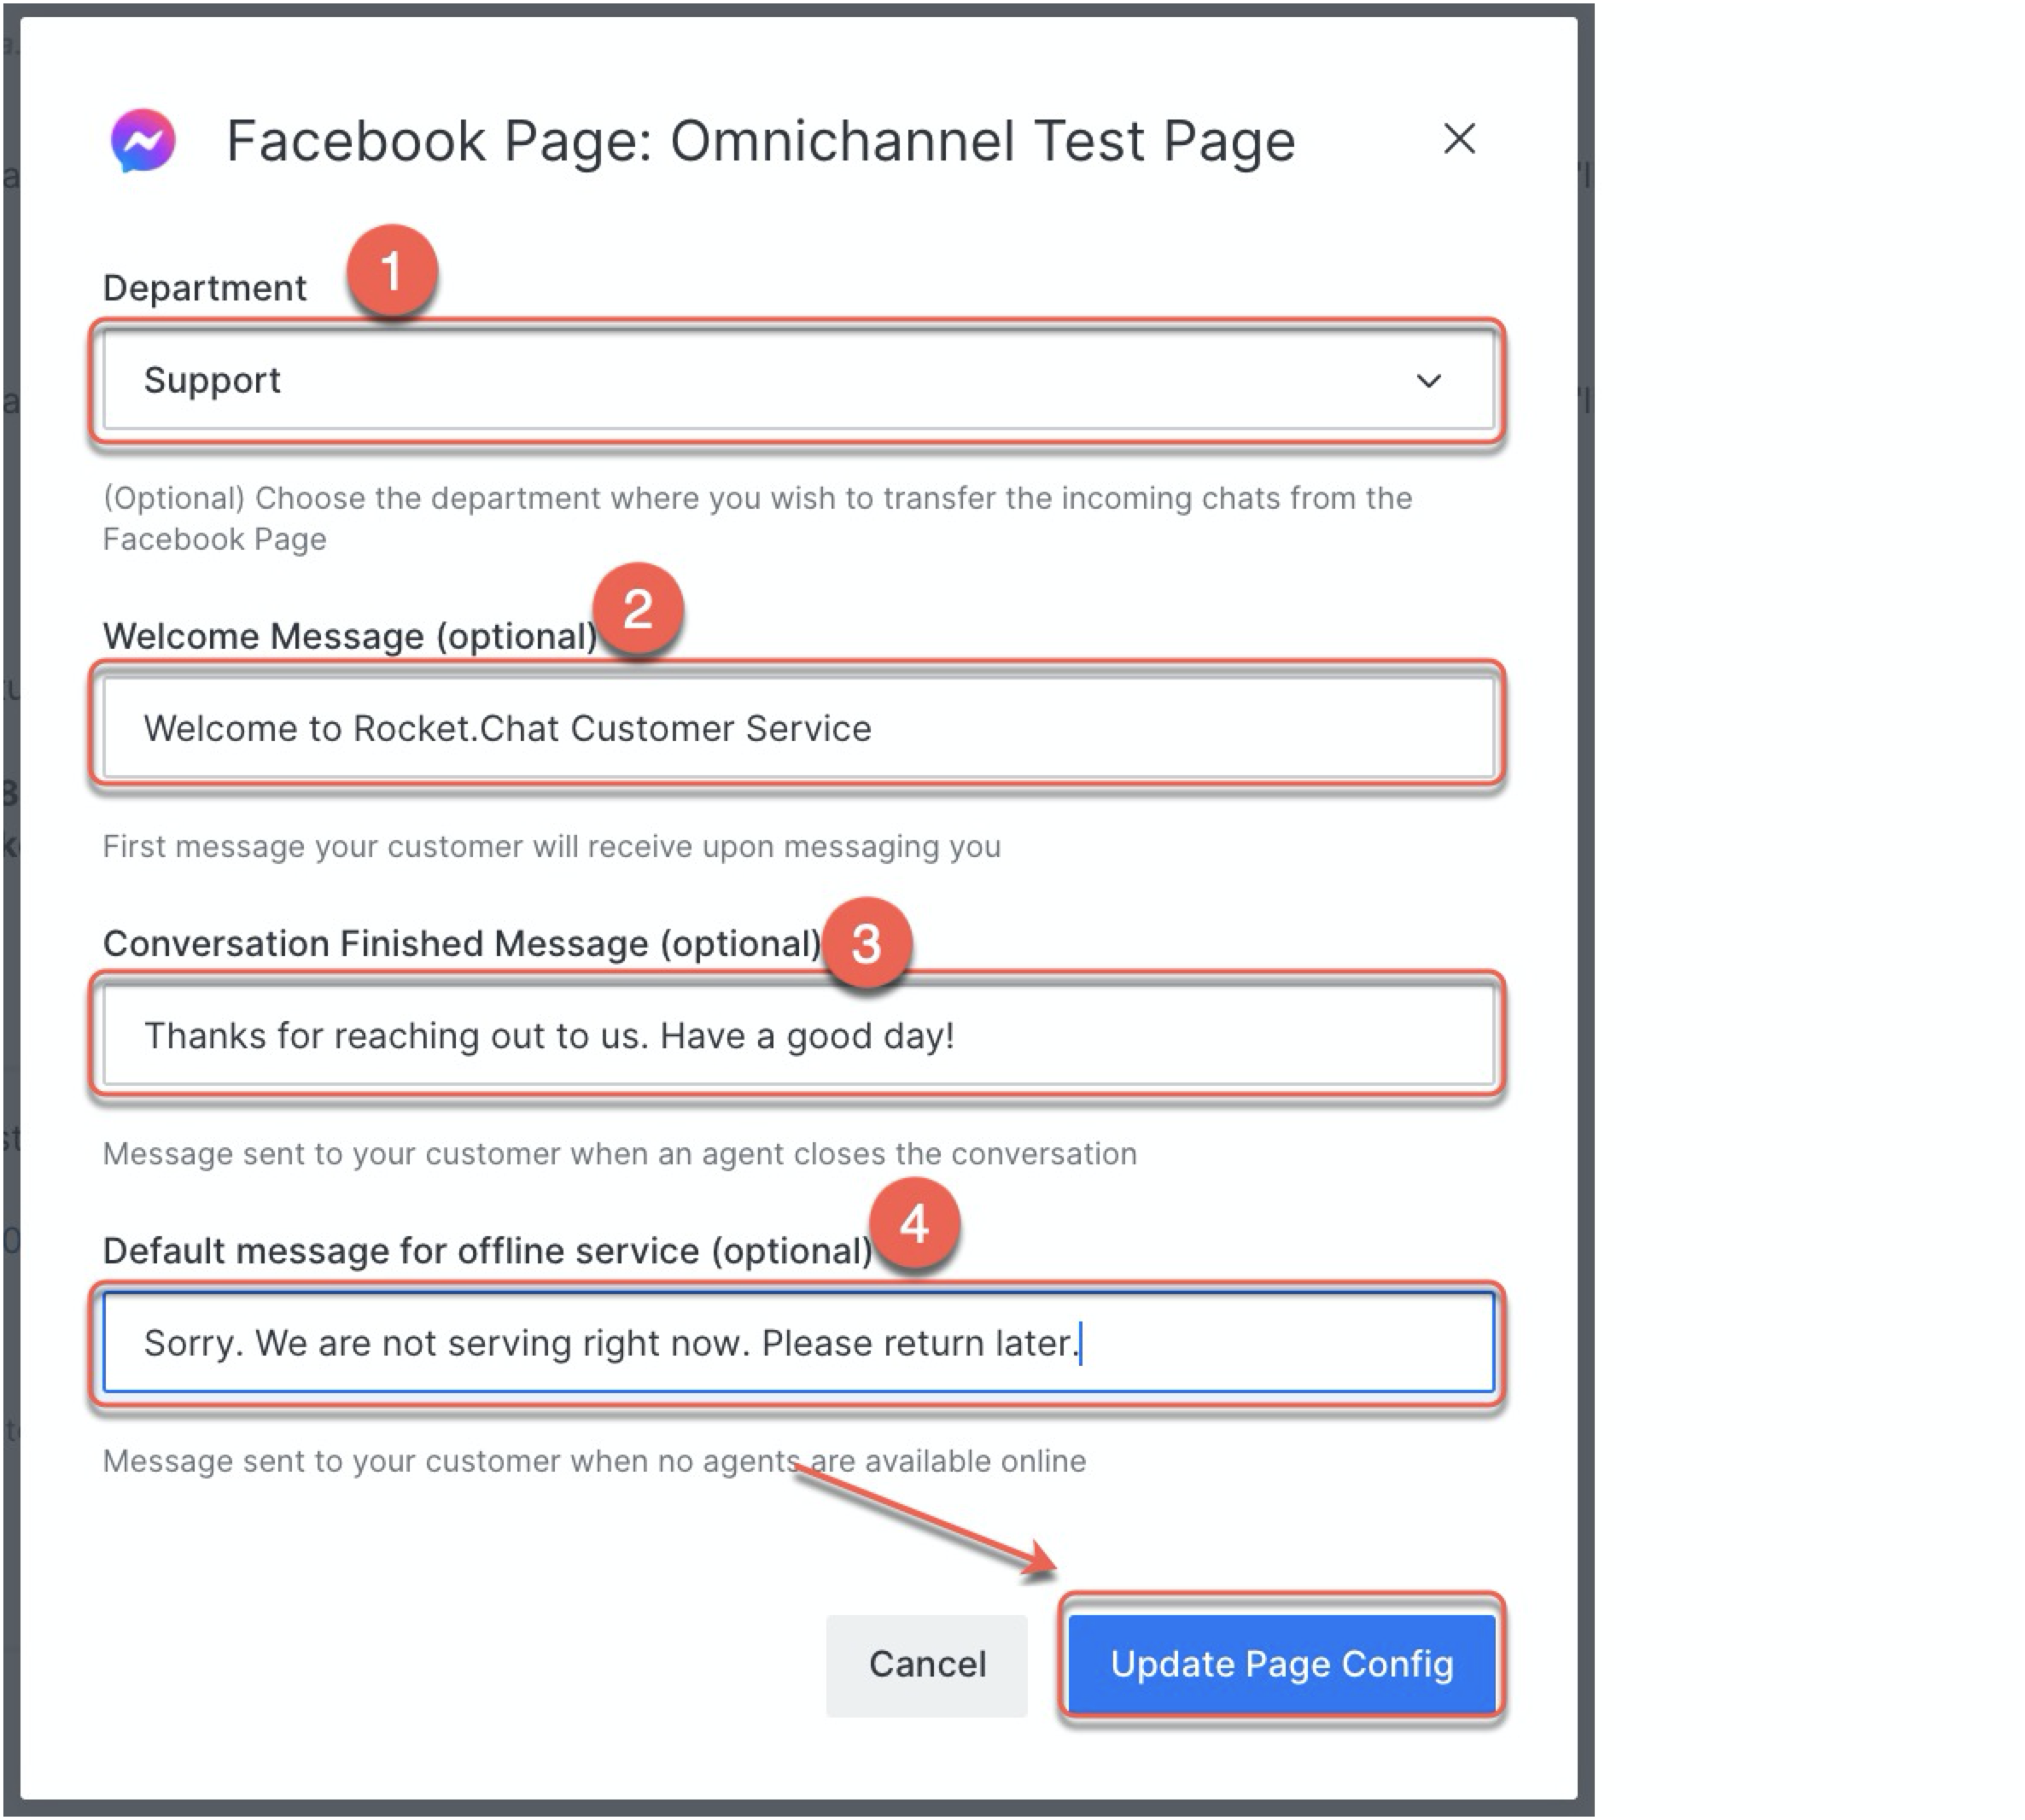 Facebook Page: Omnichannel Test Page
Department
1
Support
(Optional) Choose the department where you wish to transfer the incoming chats from the
Facebook Page
Welcome Message (optional)
2
Welcome to Rocket.Chat Customer Service
First message your customer will receive upon messaging you
Conversation Finished Message (optional)
3
Thanks for reaching out to us. Have a good day!
Message sent to your customer when an agent closes the conversation
Default message for offline service (optional)
4
Sorry. We are not serving right now. Please return later.
Message sent to your customer when no agents are available online
Cancel
Update Page Config